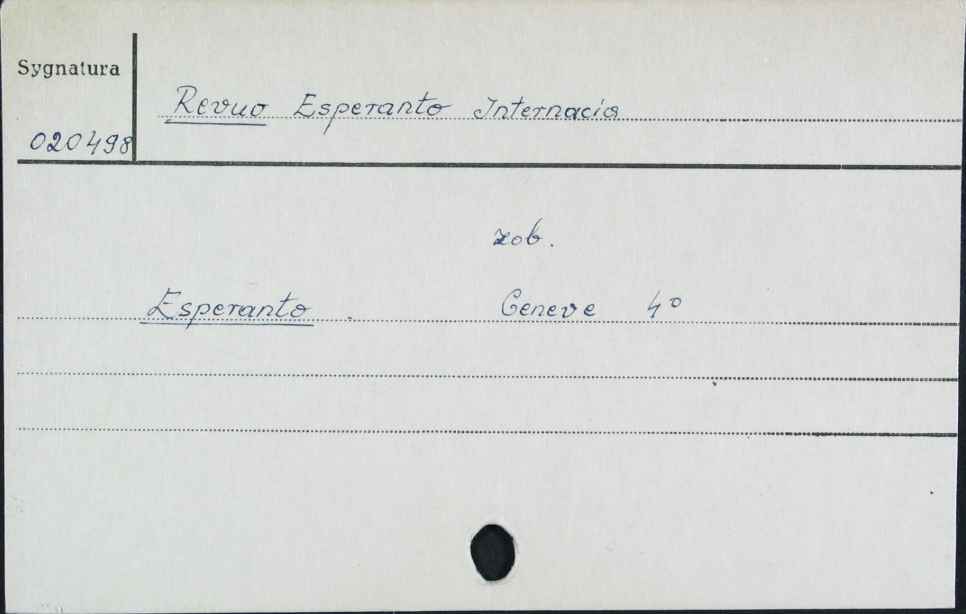 Sygnatura
Revuo Esperanto Internacia
020498
zob.
Esperanto. Geneve 4°